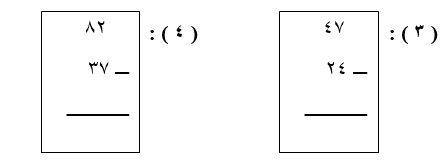 ( ٣ ) :
٤٧
– ٢٤
( ٤ ) :
٨٢
– ٣٧